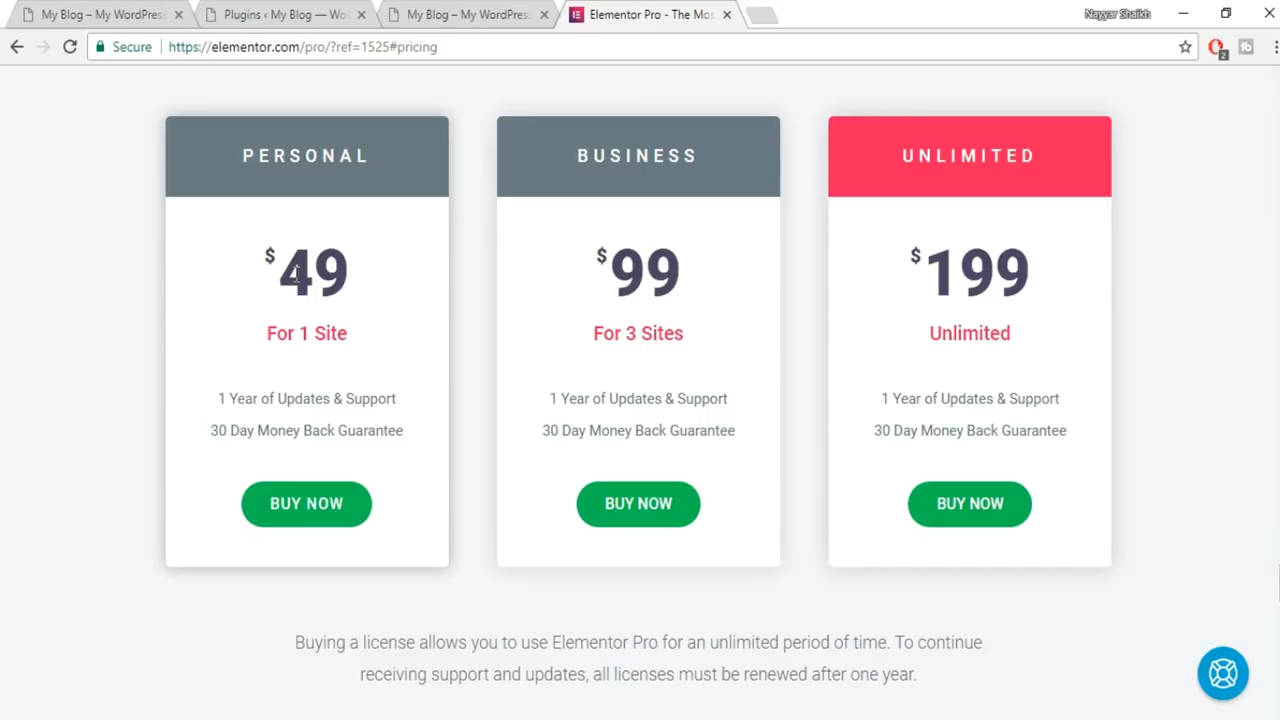 My Blog – My WordPress
Plugins ‹ My Blog — Wo
My Blog – My WordPress
Elementor Pro - The Mos
Nayyar Shaikh
Secure
https://elementor.com/pro/?ref=1525#pricing
2
PERSONAL
$49
For 1 Site
1 Year of Updates & Support
30 Day Money Back Guarantee
BUY NOW
BUSINESS
$99
For 3 Sites
1 Year of Updates & Support
30 Day Money Back Guarantee
BUY NOW
UNLIMITED
$199
Unlimited
1 Year of Updates & Support
30 Day Money Back Guarantee
BUY NOW
Buying a license allows you to use Elementor Pro for an unlimited period of time. To continue
receiving support and updates, all licenses must be renewed after one year.